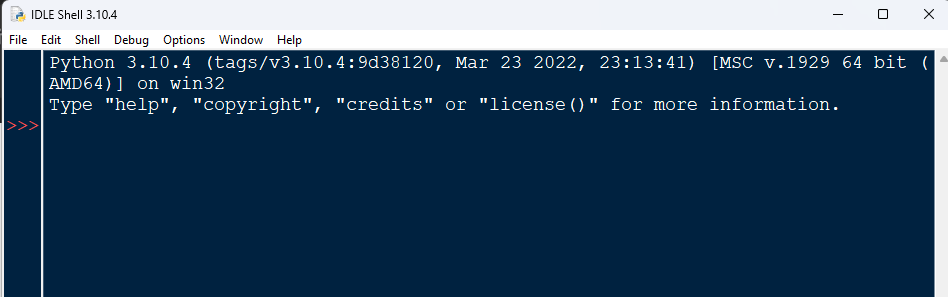 IDLE Shell 3.10.4
File Edit Shell Debug Options Window Help
Python 3.10.4 (tags/v3.10.4:9d38120, Mar 23 2022, 23:13:41) [MSC v.1929 64 bit (
AMD64)] on win32
Type "help", "copyright", "credits" or "license()" for more information.
>>>